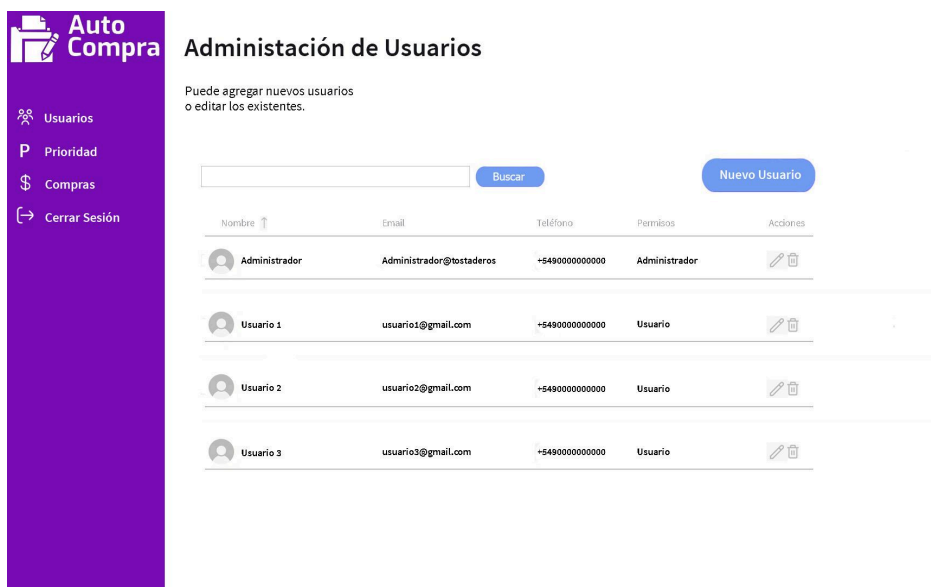 Auto
Compra
Usuarios
P Prioridad
$ Compras
Cerrar Sesión
Administación de Usuarios
Puede agregar nuevos usuarios
o editar los existentes.
Buscar
Nuevo Usuario
Nombre ↑ Email Teléfono Permisos Acciones
Administrador Administrador@tostaderos +5490000000000 Administrador
Usuario 1 usuario1@gmail.com +5490000000000 Usuario
Usuario 2 usuario2@gmail.com +5490000000000 Usuario
Usuario 3 usuario3@gmail.com +5490000000000 Usuario